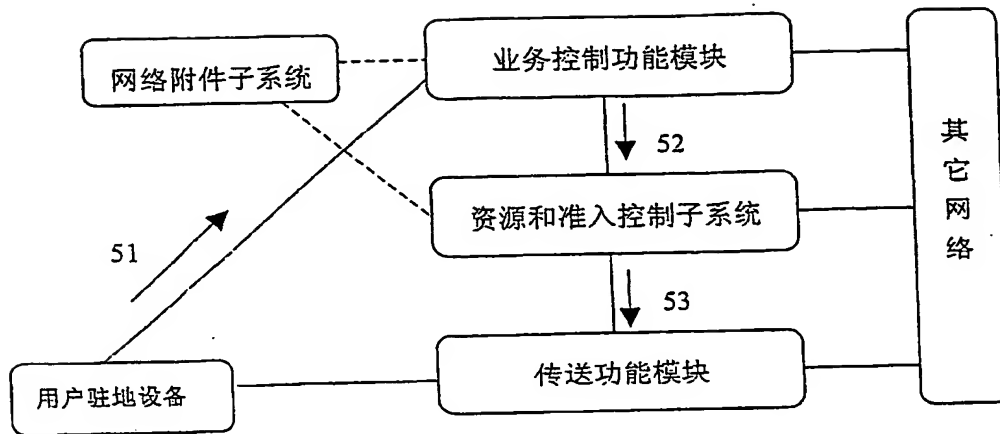 网络附件子系统
业务控制功能模块
52
资源和准入控制子系统
51
53
用户驻地设备
传送功能模块
其它网络